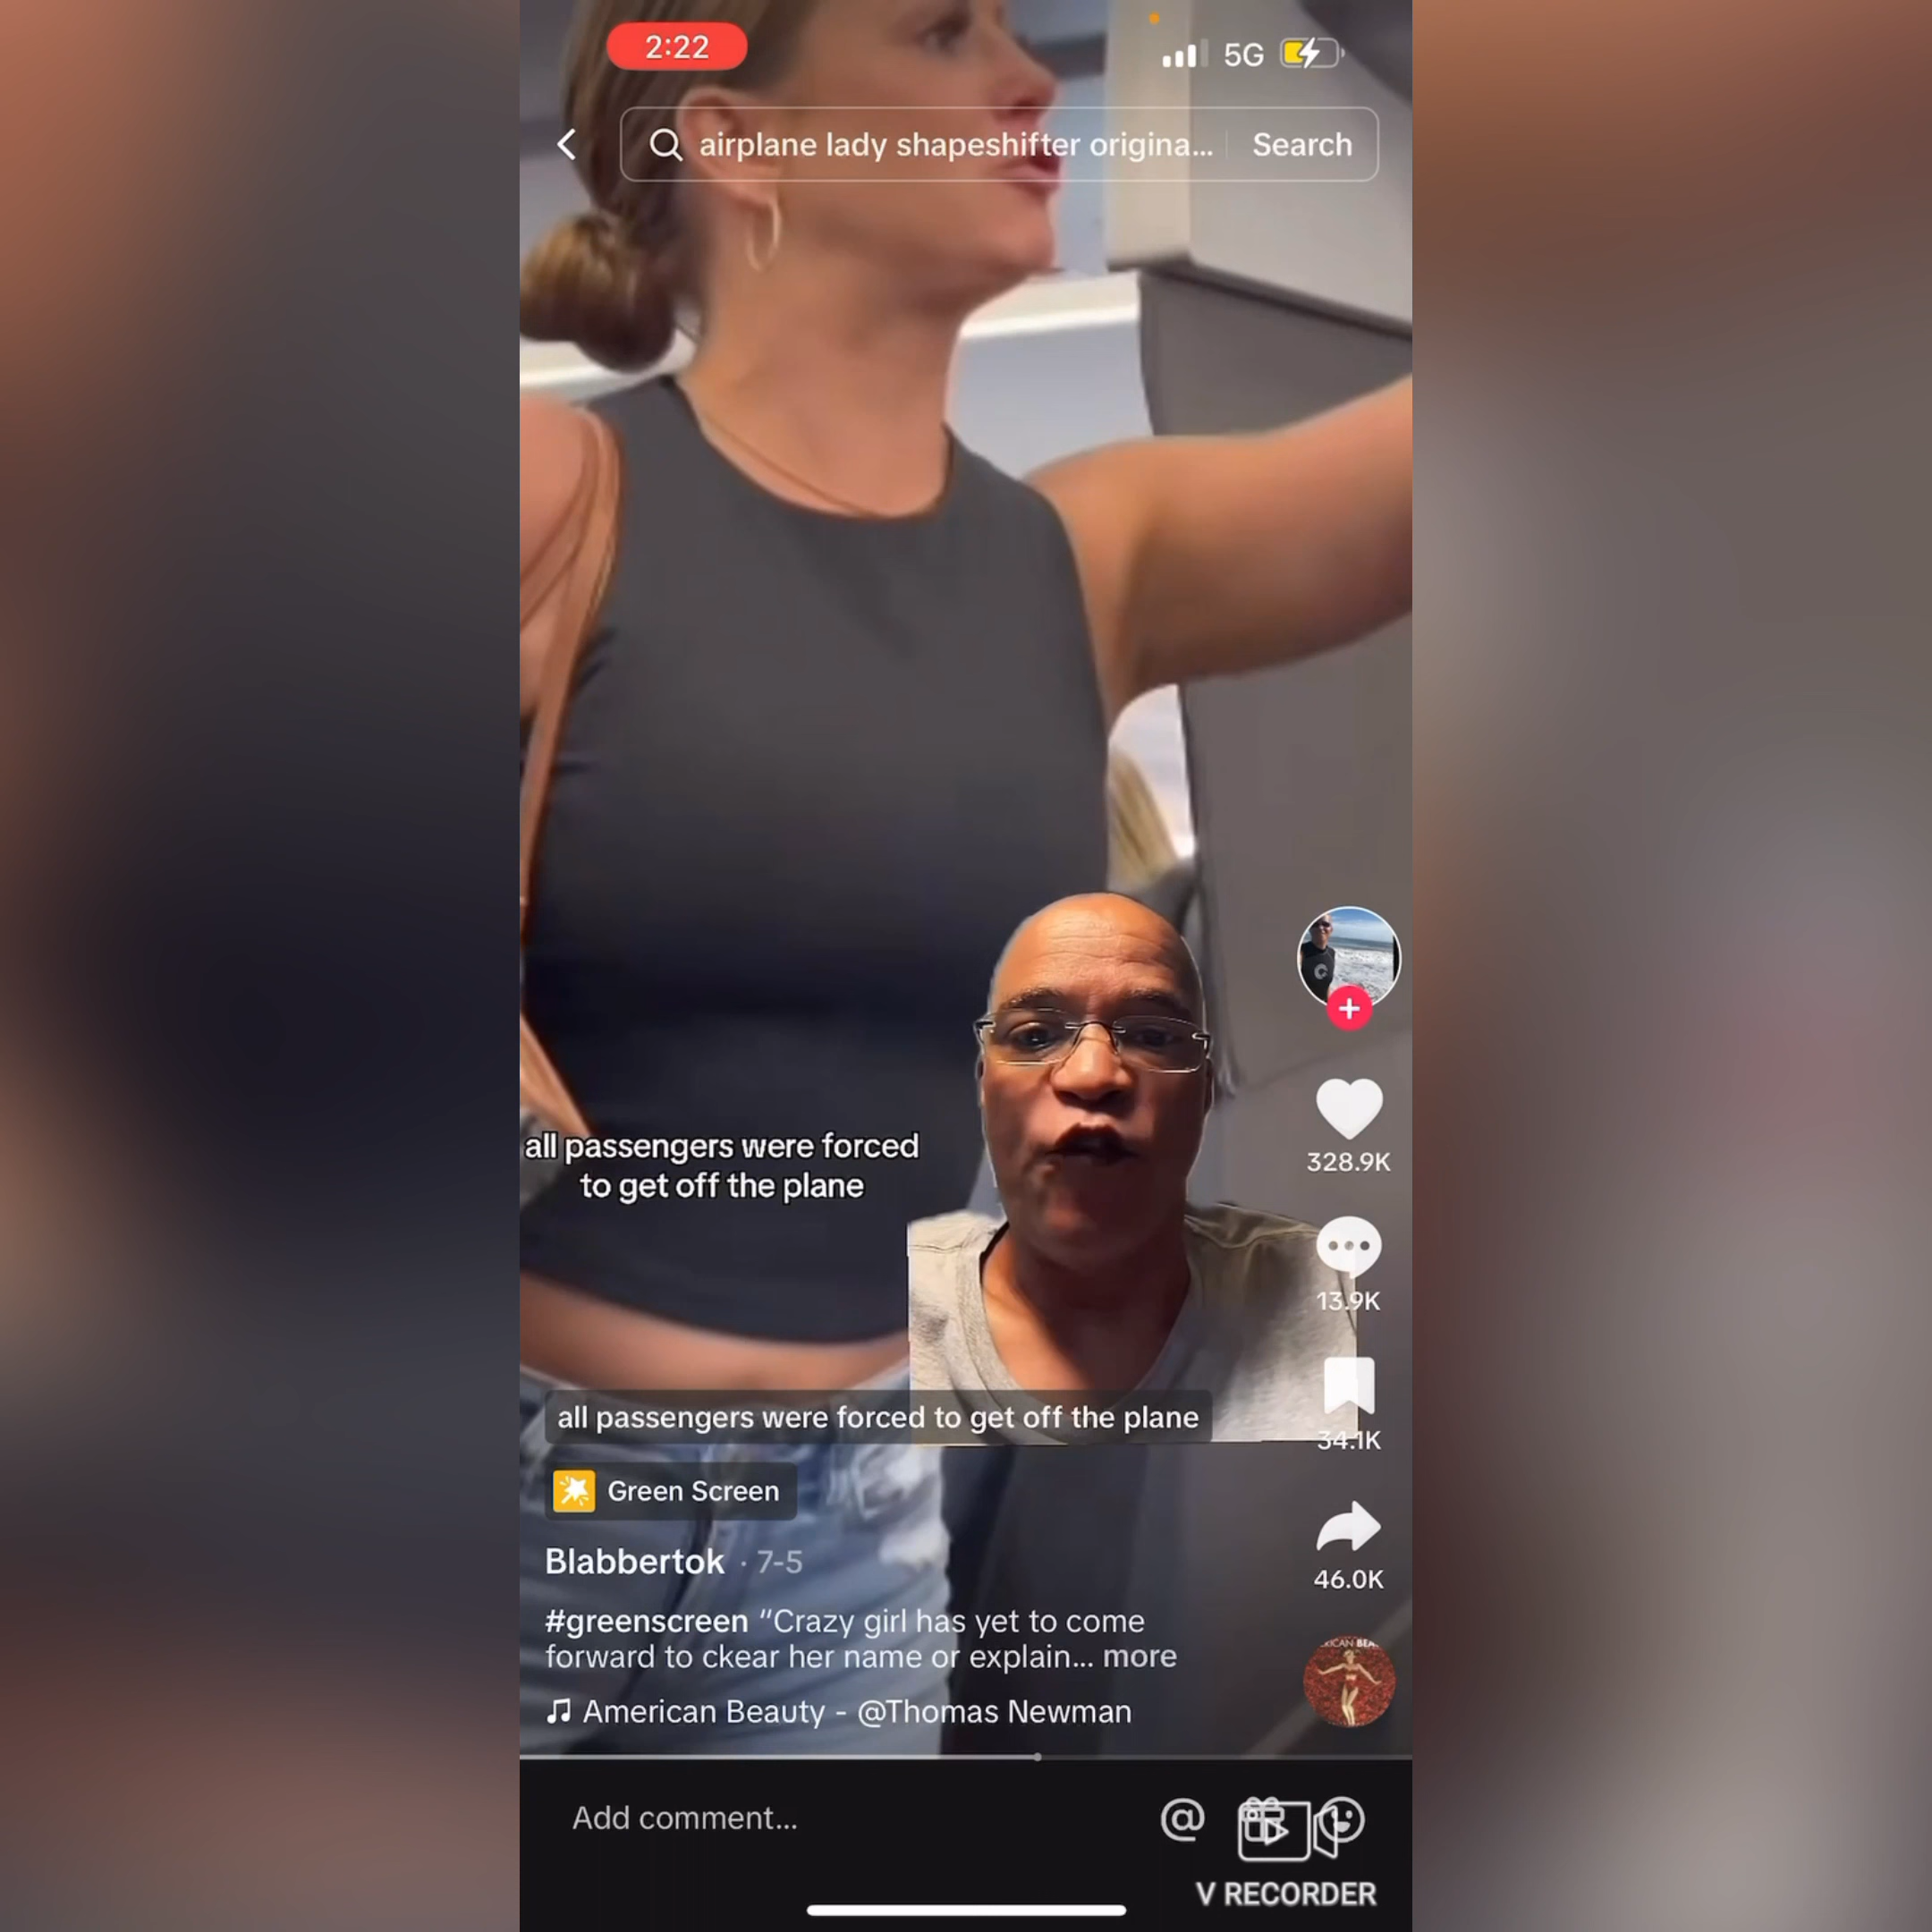 2:22
5G
airplane lady shapeshifter origina...
Search
328.9K
all passengers were forced
to get off the plane
13.9K
all passengers were forced to get off the plane
34.1K
Green Screen
46.0K
Blabbertok · 7-5
#greenscreen “Crazy girl has yet to come
forward to ckear her name or explain... more
American Beauty - @Thomas Newman
Add comment...
@
V RECORDER